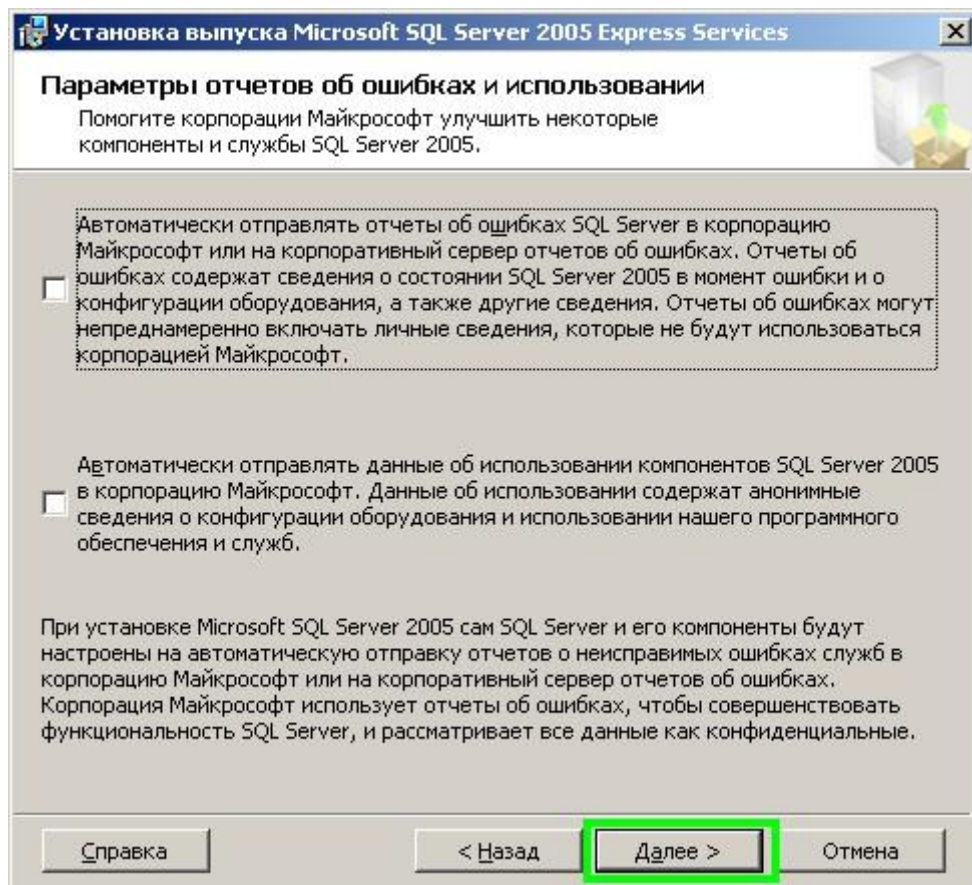 Установка выпуска Microsoft SQL Server 2005 Express Services
Параметры отчетов об ошибках и использовании
Помогите корпорации Майкрософт улучшить некоторые
компоненты и службы SQL Server 2005.
Автоматически отправлять отчеты об ошибках SQL Server в корпорацию
Майкрософт или на корпоративный сервер отчетов об ошибках. Отчеты об
ошибках содержат сведения о состоянии SQL Server 2005 в момент ошибки и о
конфигурации оборудования, а также другие сведения. Отчеты об ошибках могут
непреднамеренно включать личные сведения, которые не будут использоваться
корпорацией Майкрософт.
Автоматически отправлять данные об использовании компонентов SQL Server 2005
в корпорацию Майкрософт. Данные об использовании содержат анонимные
сведения о конфигурации оборудования и использовании нашего программного
обеспечения и служб.
При установке Microsoft SQL Server 2005 сам SQL Server и его компоненты будут
настроены на автоматическую отправку отчетов о неисправимых ошибках служб в
корпорацию Майкрософт или на корпоративный сервер отчетов об ошибках.
Корпорация Майкрософт использует отчеты об ошибках, чтобы совершенствовать
функциональность SQL Server, и рассматривает все данные как конфиденциальные.
Справка < Назад Далее > Отмена